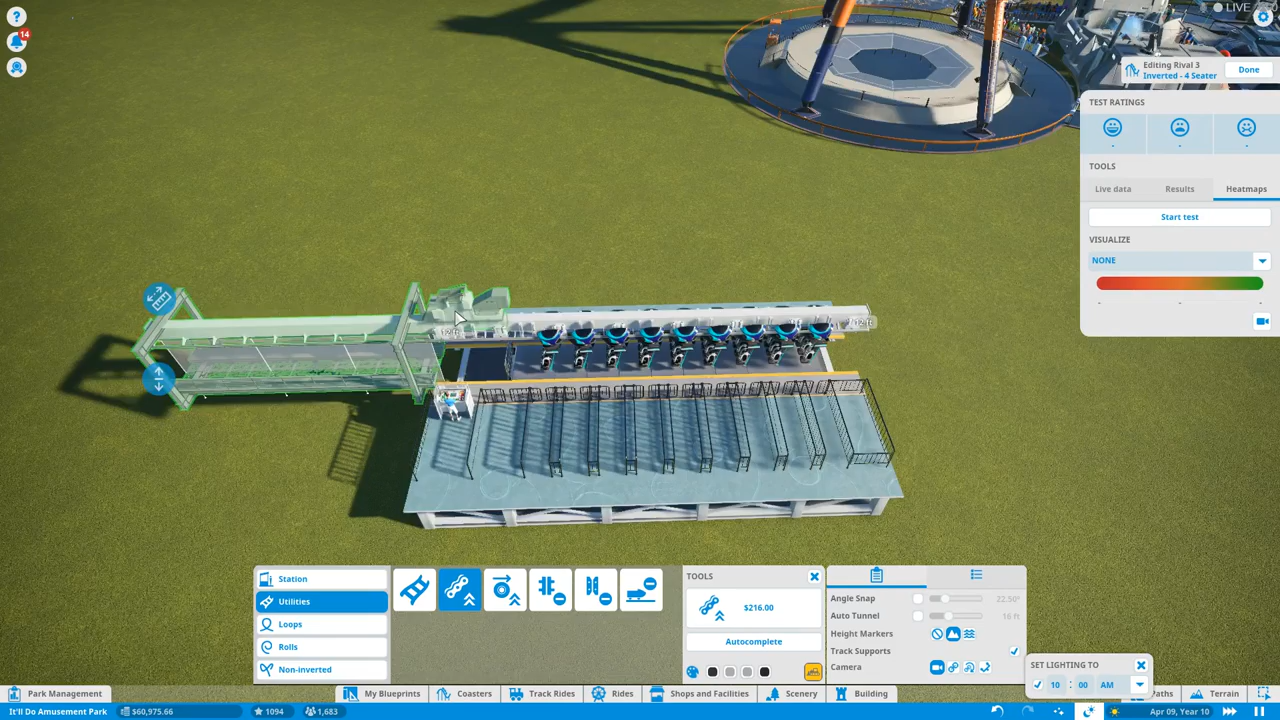 LIVE
?
14
Editing Rival 3
Inverted - 4 Seater
Done
TEST RATINGS
- - -
TOOLS
Live data Results Heatmaps
Start test
VISUALIZE
NONE
- - -
12 ft
12 ft
Station
Utilities
Loops
Rolls
Non-inverted
TOOLS
$216.00
Autocomplete
Angle Snap 22.50°
Auto Tunnel 16 ft
Height Markers
Track Supports
Camera
SET LIGHTING TO
10 : 00 AM
Park Management
My Blueprints Coasters Track Rides Rides Shops and Facilities Scenery Building Paths Terrain
It'll Do Amusement Park $60,975.66 1094 1,683 Apr 09, Year 10